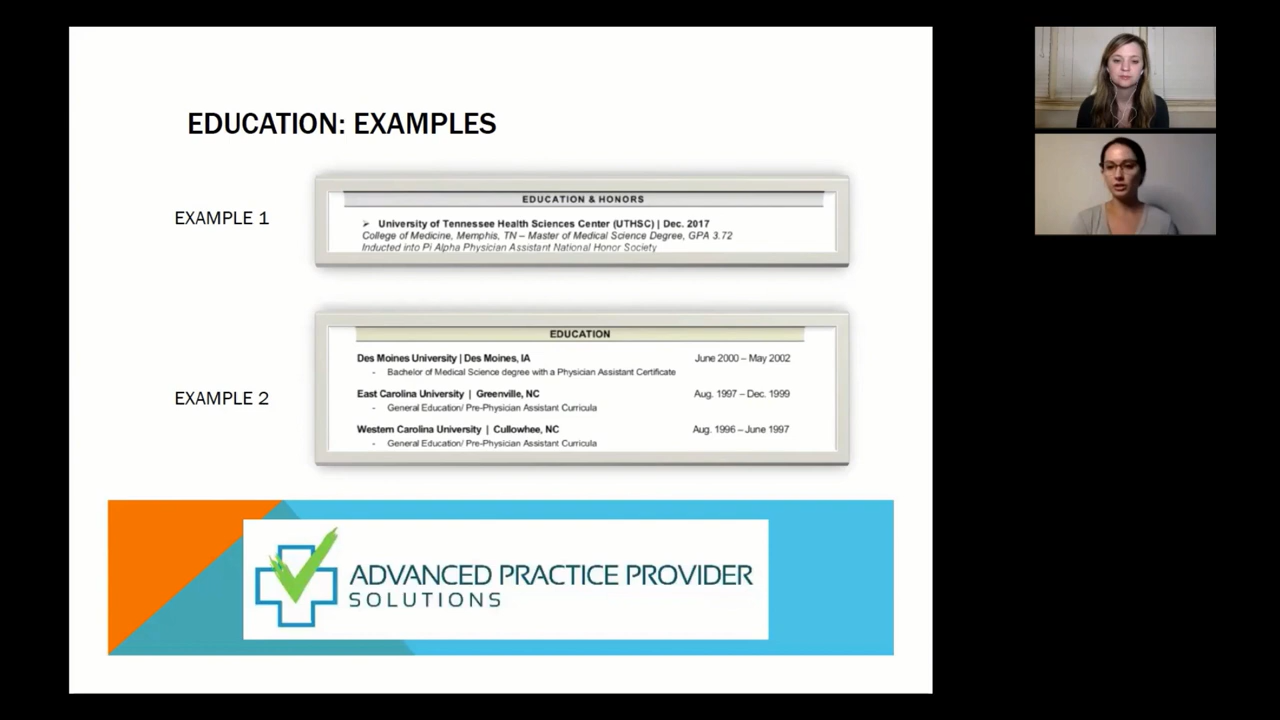 EDUCATION: EXAMPLES
EXAMPLE 1
EDUCATION & HONORS
➢ University of Tennessee Health Sciences Center (UTHSC) | Dec. 2017
College of Medicine, Memphis, TN – Master of Medical Science Degree, GPA 3.72
Inducted into Pi Alpha Physician Assistant National Honor Society
EXAMPLE 2
EDUCATION
Des Moines University | Des Moines, IA June 2000 – May 2002
- Bachelor of Medical Science degree with a Physician Assistant Certificate
East Carolina University | Greenville, NC Aug. 1997 – Dec. 1999
- General Education/ Pre-Physician Assistant Curricula
Western Carolina University | Cullowhee, NC Aug. 1996 – June 1997
- General Education/ Pre-Physician Assistant Curricula
ADVANCED PRACTICE PROVIDER
SOLUTIONS